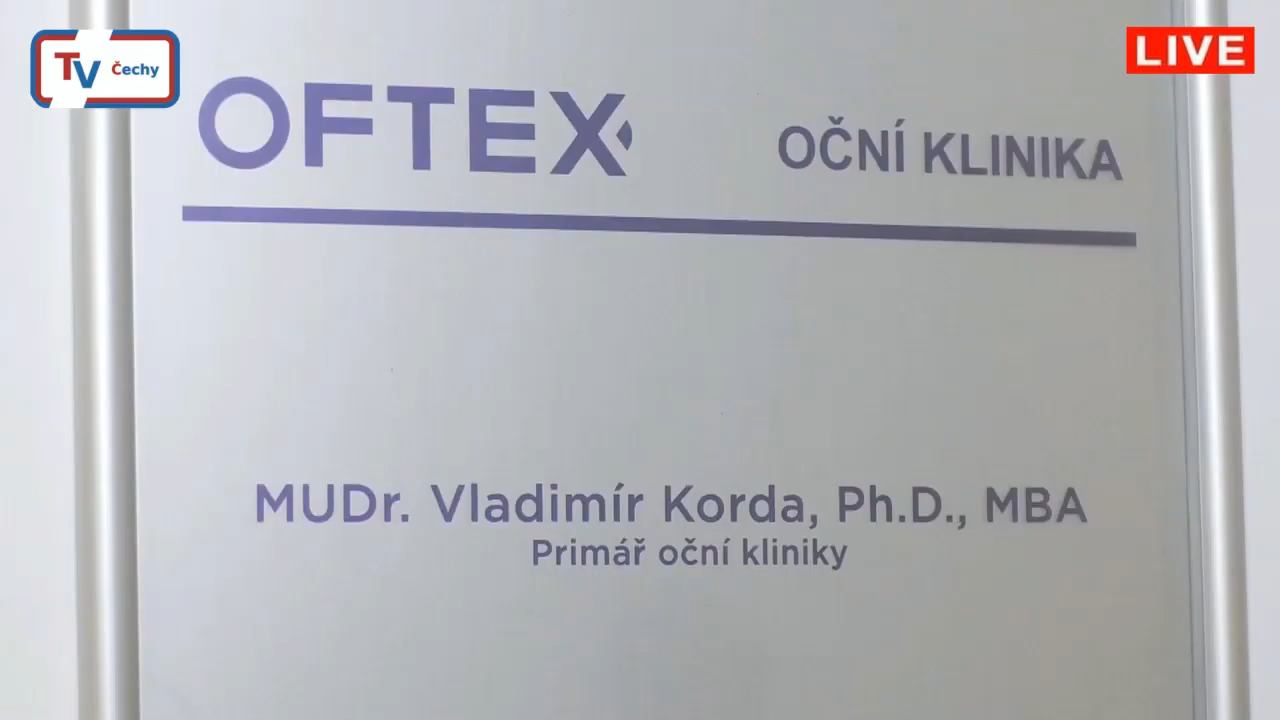 TV Čechy
LIVE
OFTEX
OČNÍ KLINIKA
MUDr. Vladimír Korda, Ph.D., MBA
Primář oční kliniky